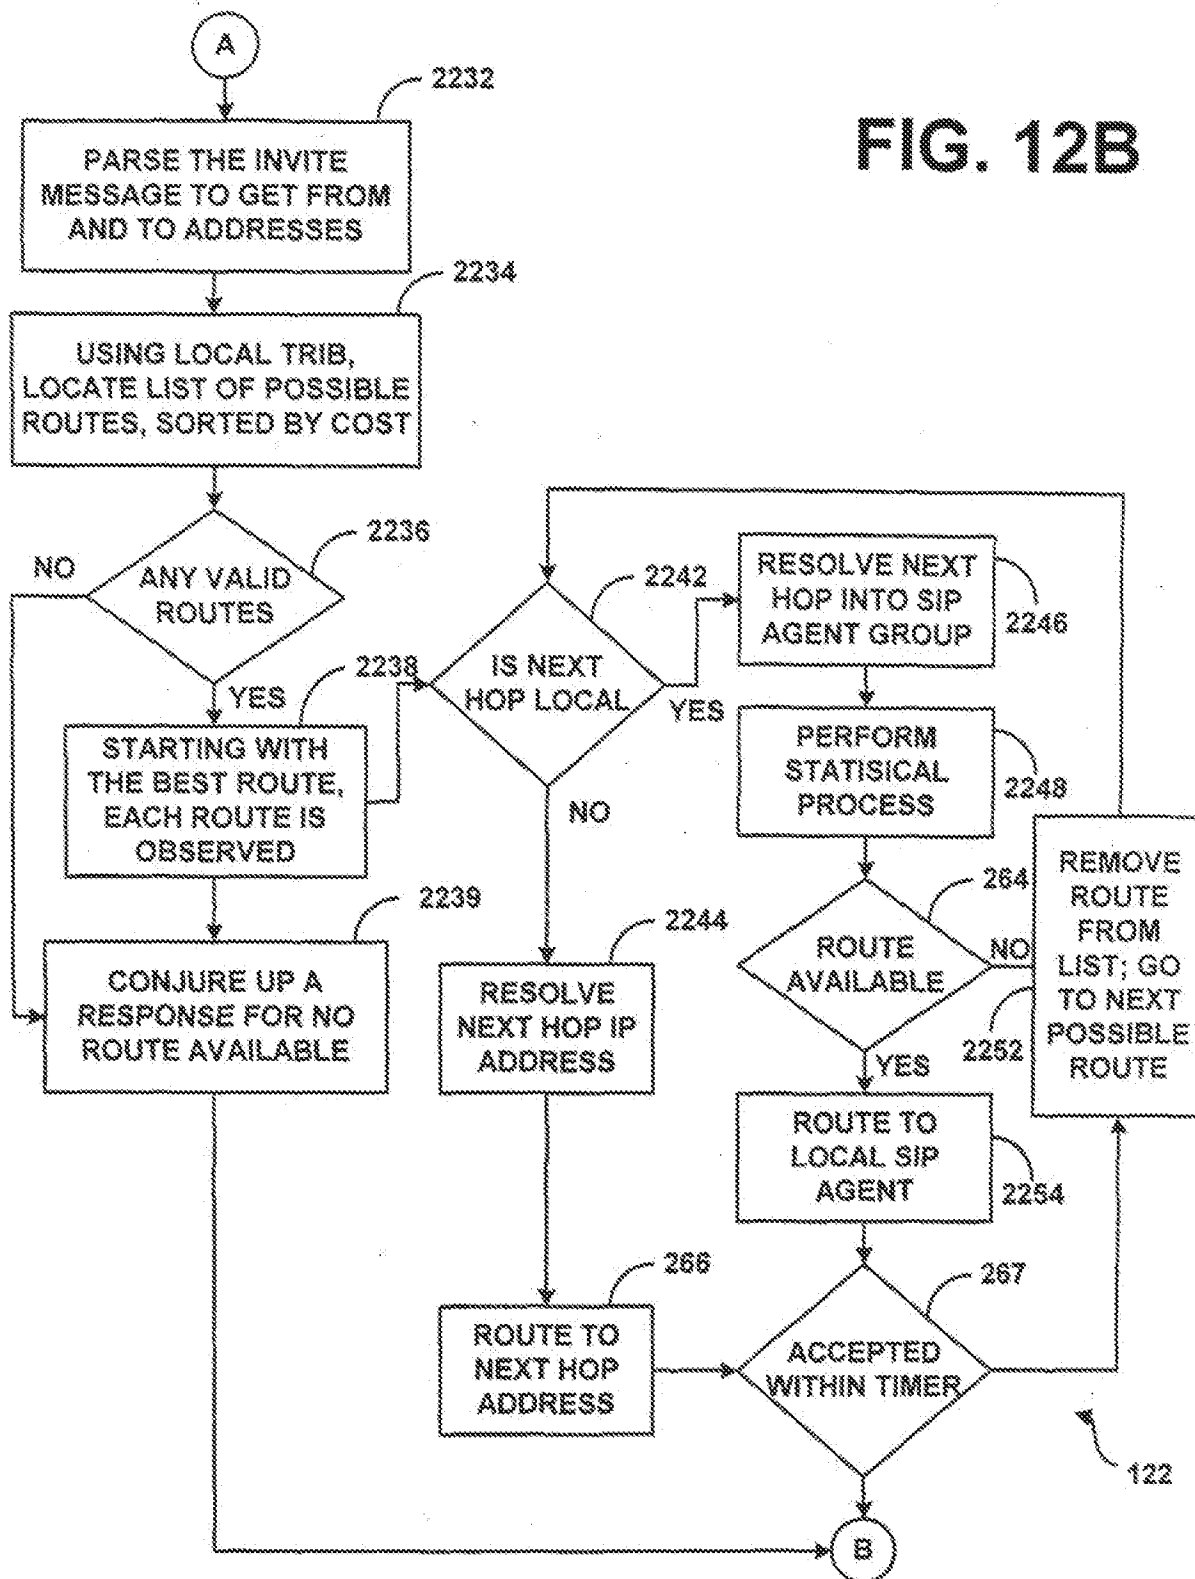 A
2232
FIG. 12B
PARSE THE INVITE
MESSAGE TO GET FROM
AND TO ADDRESSES
2234
USING LOCAL TRIB,
LOCATE LIST OF POSSIBLE
ROUTES, SORTED BY COST
2236
NO
ANY VALID
ROUTES
YES
2238
STARTING WITH
THE BEST ROUTE,
EACH ROUTE IS
OBSERVED
2239
CONJURE UP A
RESPONSE FOR NO
ROUTE AVAILABLE
2242
IS NEXT
HOP LOCAL
YES
NO
2244
RESOLVE
NEXT HOP IP
ADDRESS
266
ROUTE TO
NEXT HOP
ADDRESS
RESOLVE NEXT
HOP INTO SIP
AGENT GROUP
2246
PERFORM
STATISICAL
PROCESS
2248
264
ROUTE
AVAILABLE
NO
YES
REMOVE
ROUTE
FROM
LIST; GO
TO NEXT
POSSIBLE
ROUTE
2252
ROUTE TO
LOCAL SIP
AGENT
2254
267
ACCEPTED
WITHIN TIMER
122
B